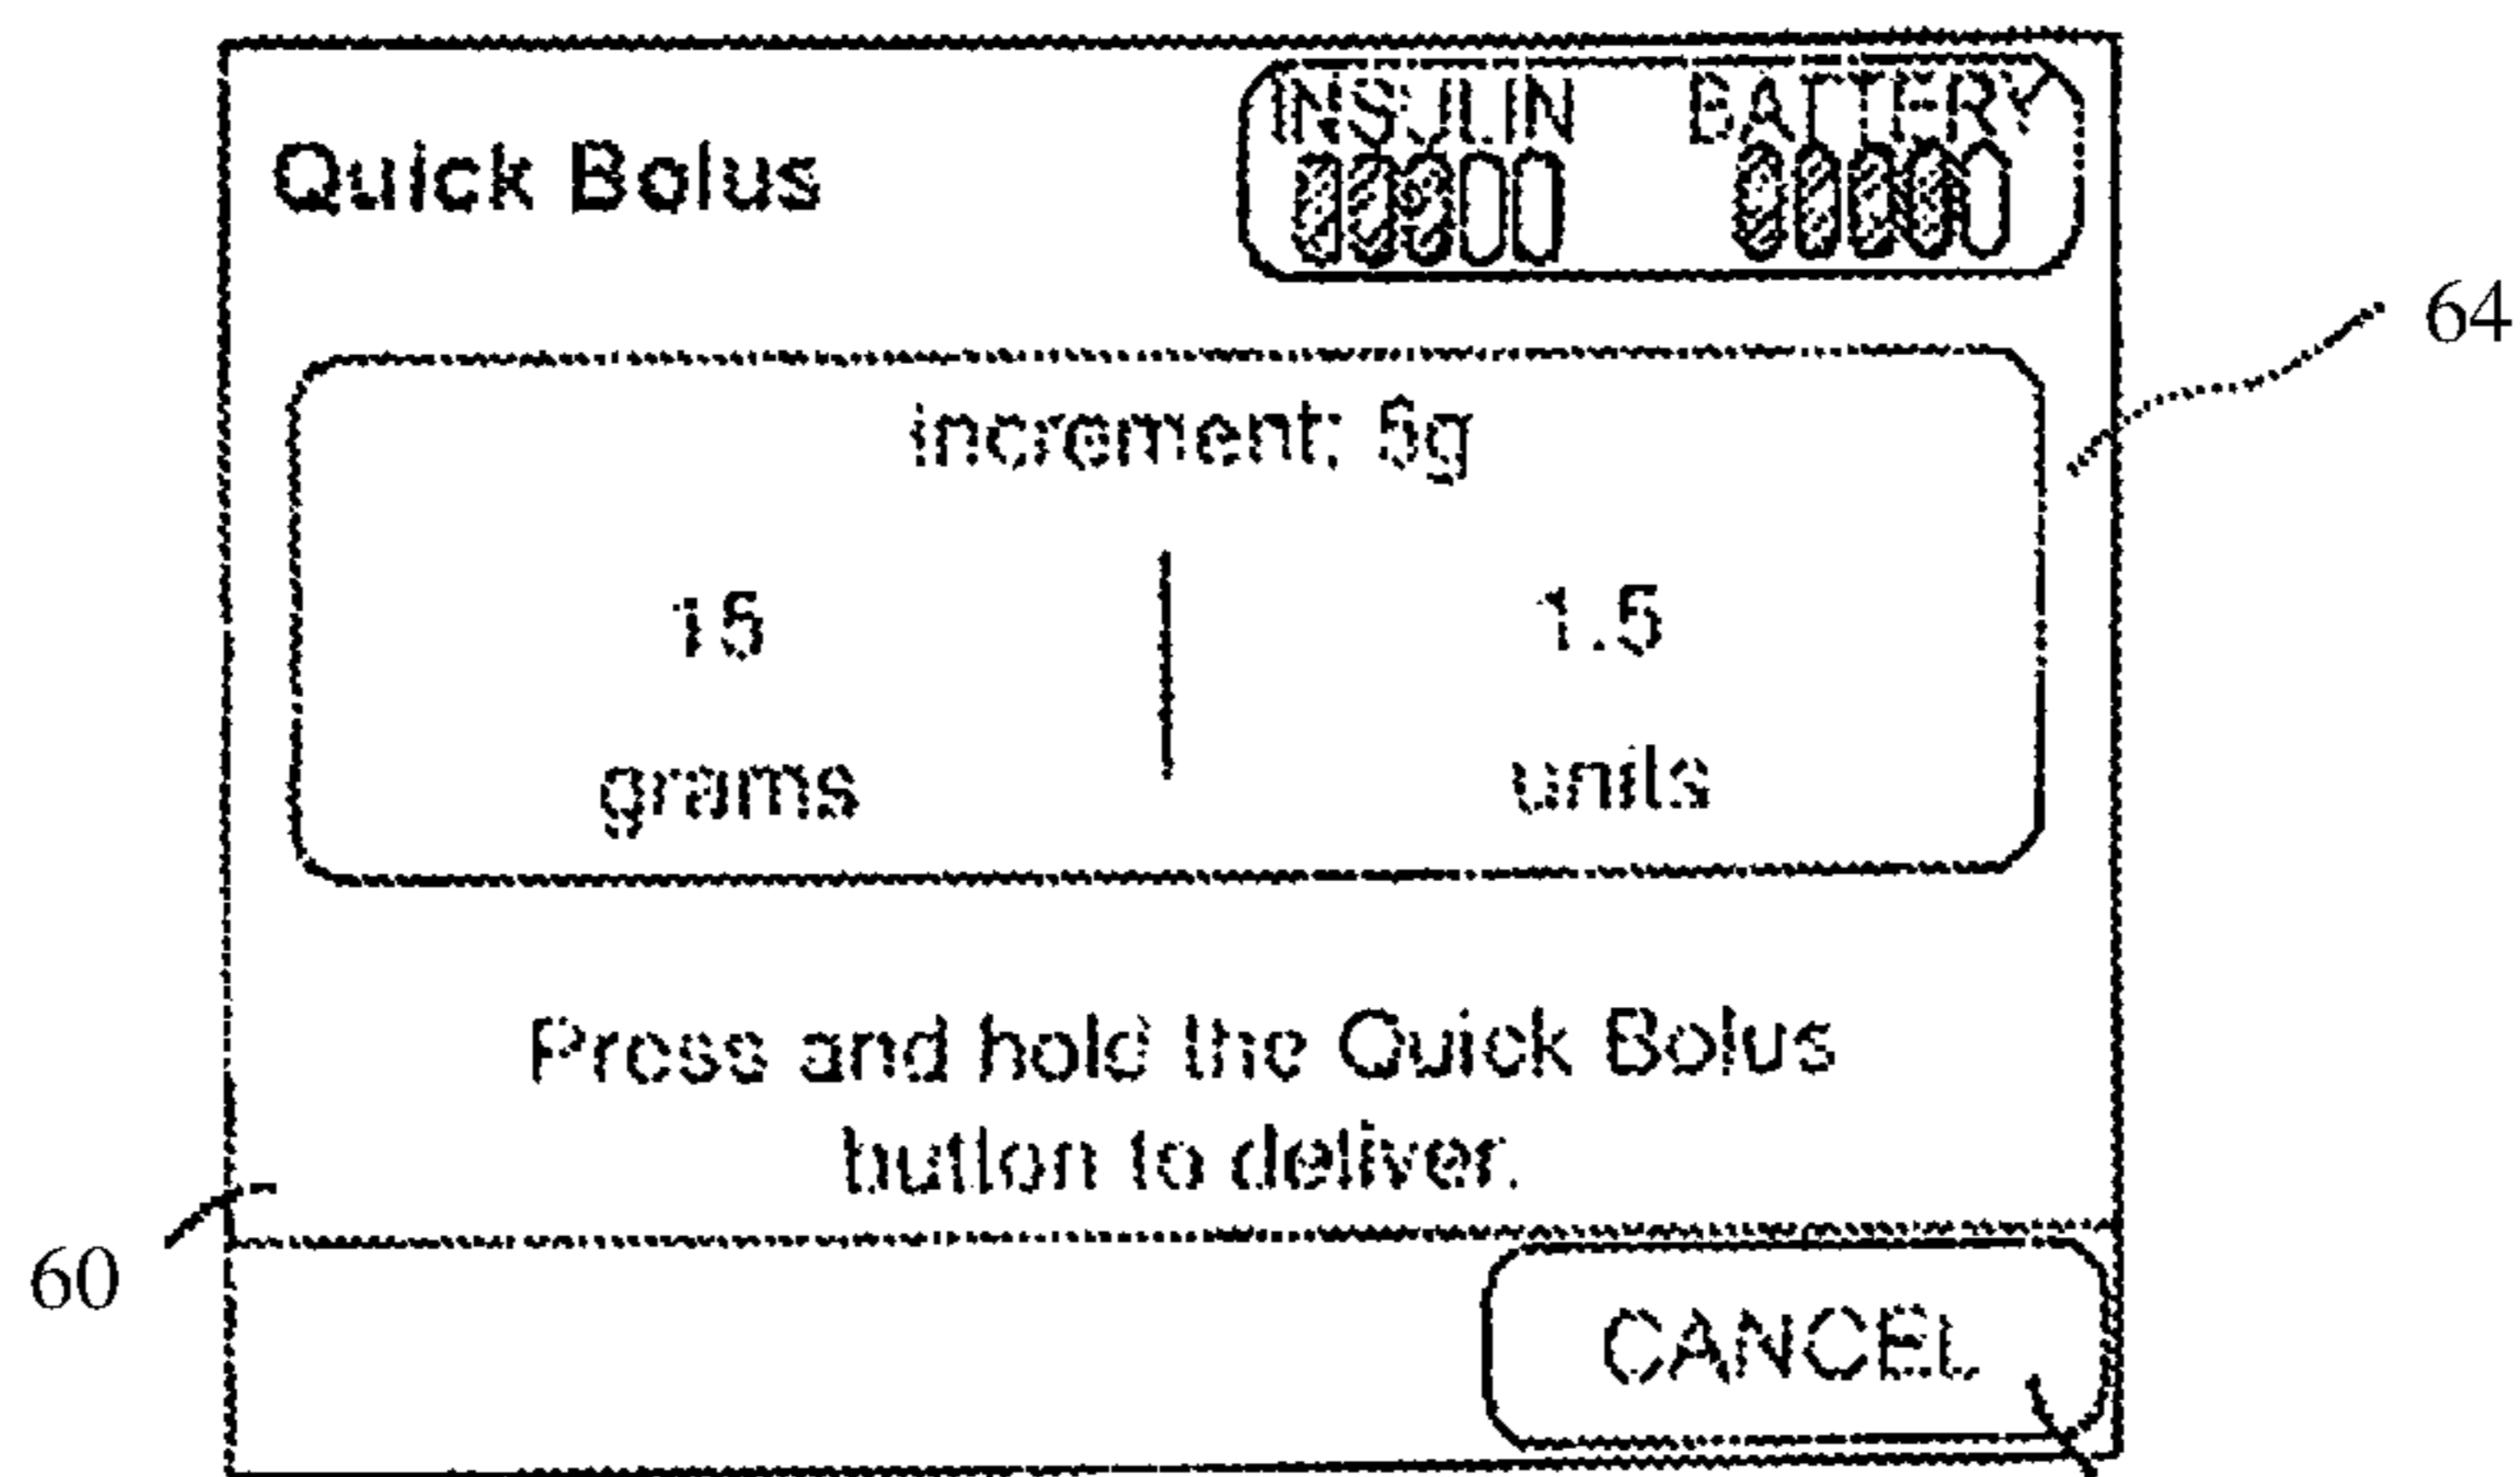 INSULIN BATTERY
Quick Bolus
64
increment: 5g
15 1.5
grams units
Press and hold the Quick Bolus
button to deliver.
60
CANCEL